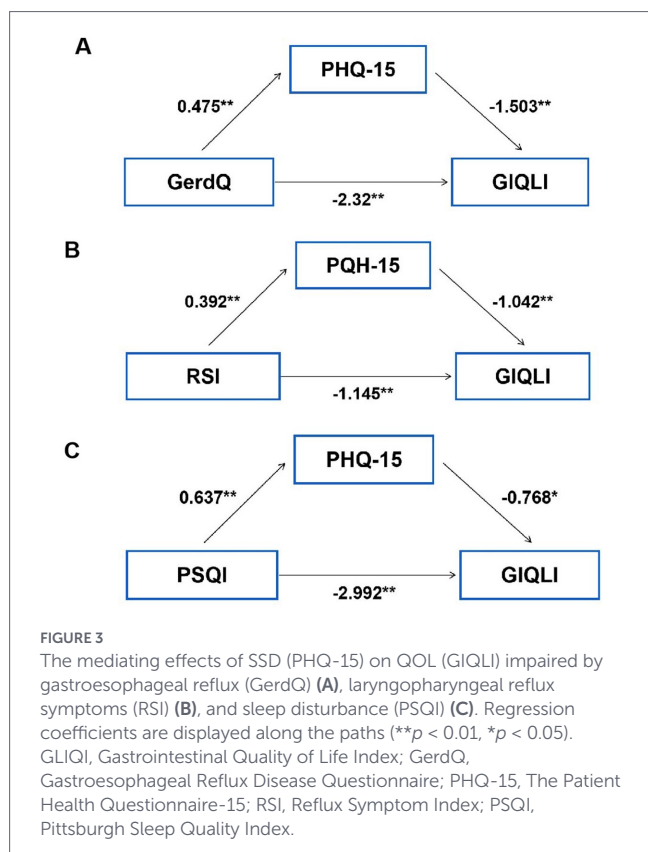 A
PHQ-15
0.475**
-1.503**
GerdQ
GIQLI
-2.32**
B
PQH-15
0.392**
-1.042**
RSI
GIQLI
-1.145**
C
PHQ-15
0.637**
-0.768*
PSQI
GIQLI
-2.992**
FIGURE 3
The mediating effects of SSD (PHQ-15) on QOL (GIQLI) impaired by
gastroesophageal reflux (GerdQ) (A), laryngopharyngeal reflux
symptoms (RSI) (B), and sleep disturbance (PSQI) (C). Regression
coefficients are displayed along the paths (**p < 0.01, *p < 0.05).
GLIQI, Gastrointestinal Quality of Life Index; GerdQ,
Gastroesophageal Reflux Disease Questionnaire; PHQ-15, The Patient
Health Questionnaire-15; RSI, Reflux Symptom Index; PSQI,
Pittsburgh Sleep Quality Index.